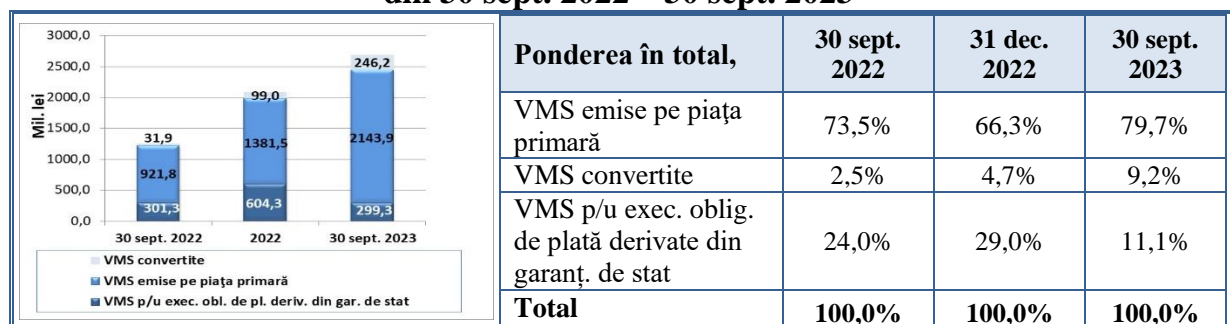 3000,0
2500,0
2000,0
1500,0
1000,0
500,0
0,0
Mil. lei
31,9
921,8
301,3
99,0
1381,5
604,3
246,2
2143,9
299,3
30 sept. 2022
2022
30 sept. 2023
VMS convertite
VMS emise pe piaţa primară
VMS p/u exec. obl. de pl. deriv. din gar. de stat
Ponderea în total,
30 sept. 2022
31 dec. 2022
30 sept. 2023
VMS emise pe piaţa primară
73,5%
66,3%
79,7%
VMS convertite
2,5%
4,7%
9,2%
VMS p/u exec. oblig. de plată derivate din garanț. de stat
24,0%
29,0%
11,1%
Total
100,0%
100,0%
100,0%